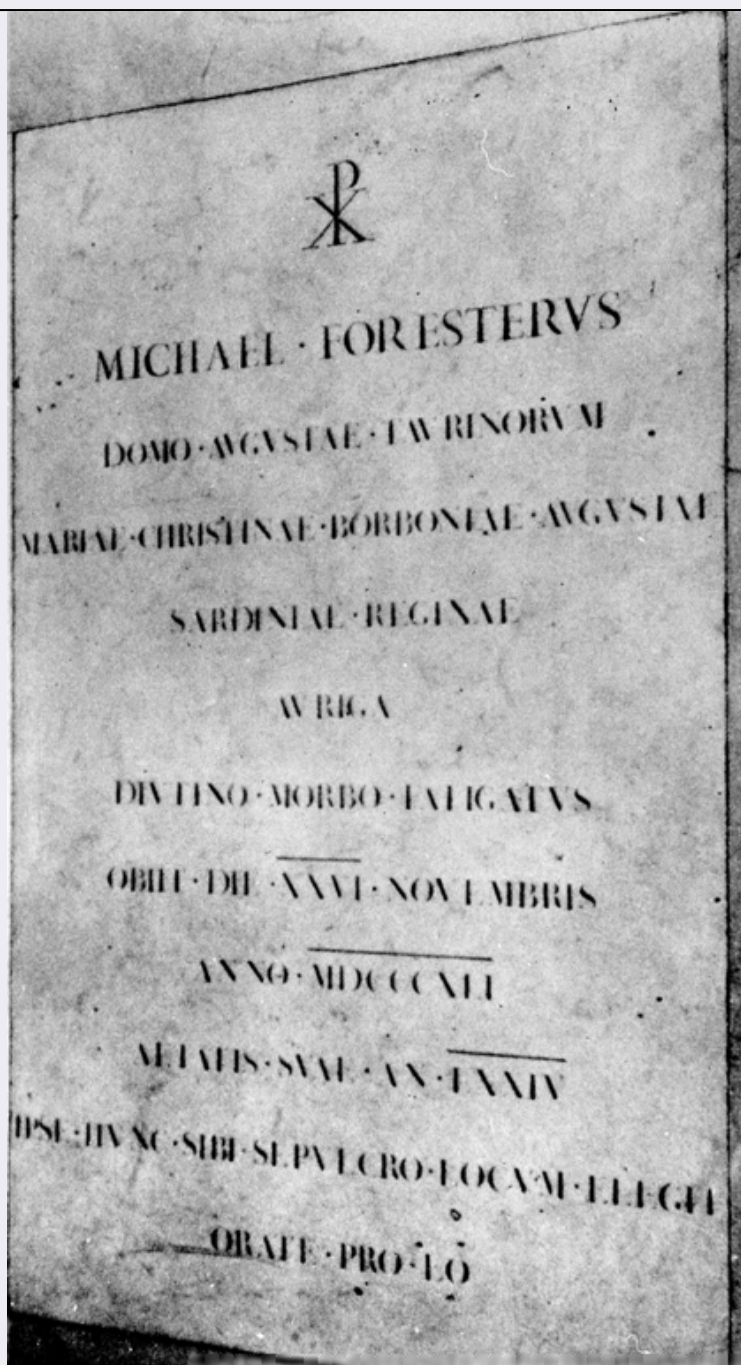 ☧
MICHAEL · FORESTERVS
DOMO · AVGVSTAE · TAVRINORVM
MARIAE · CHRISTINAE · BORBONIAE · AVGVSTAE
SARDINIAE · REGINAE
AVRIGA
DIVTINO · MORBO · FATIGATVS
OBIIT · DIE · XXVI · NOVEMBRIS
ANNO · MDCCCXLI
AETATIS · SVAE · AN · LXXIV
IPSE · HVNC · SIBI · SEPVLCRO · LOCVM · ELEGIT
ORATE · PRO · EO